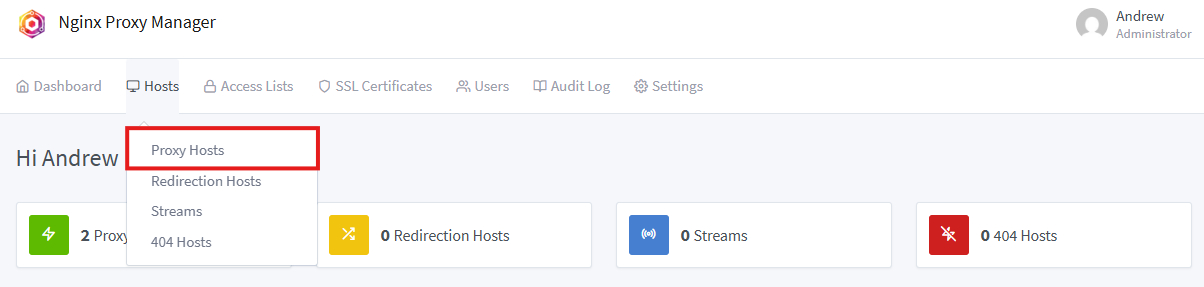 Nginx Proxy Manager
Andrew
Administrator
Dashboard Hosts Access Lists SSL Certificates Users Audit Log Settings
Hi Andrew
Proxy Hosts
Redirection Hosts
Streams
404 Hosts
2 Proxy
0 Redirection Hosts
0 Streams
0 404 Hosts